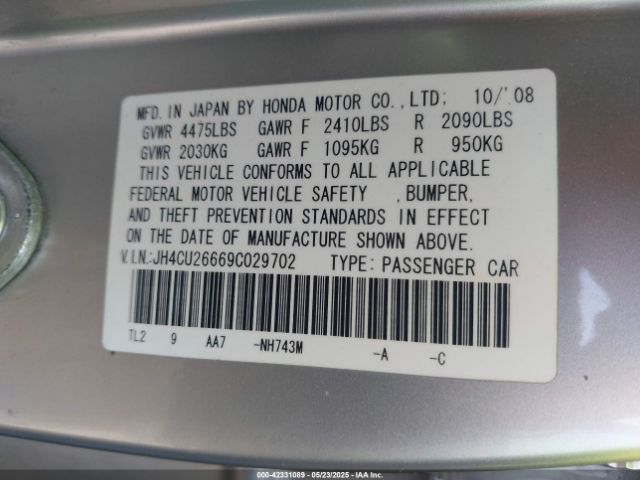 MFD. IN JAPAN BY HONDA MOTOR CO.,LTD; 10/'08
GVWR 4475LBS GAWR F 2410LBS R 2090LBS
GVWR 2030KG GAWR F 1095KG R 950KG
THIS VEHICLE CONFORMS TO ALL APPLICABLE
FEDERAL MOTOR VEHICLE SAFETY ,BUMPER,
AND THEFT PREVENTION STANDARDS IN EFFECT
ON THE DATE OF MANUFACTURE SHOWN ABOVE.
V.I.N.:JH4CU26669C029702 TYPE: PASSENGER CAR
TL2 9 AA7 -NH743M -A -C
000-42331089 - 05/23/2025 - IAAI.COM